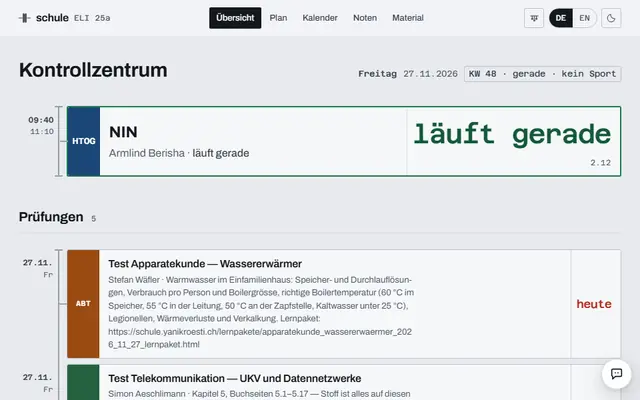 schule ELI 25a Übersicht Plan Kalender Noten Material DE EN
Kontrollzentrum
Freitag 27.11.2026 KW 48 · gerade · kein Sport
09:40
11:10
HTOG
NIN
Armlind Berisha · läuft gerade
läuft gerade
2.12
Prüfungen 5
27.11.
Fr
ABT
Test Apparatekunde — Wassererwärmer
Stefan Wäfler · Warmwasser im Einfamilienhaus: Speicher- und Durchlauflösun-
gen, Verbrauch pro Person und Boilergrösse, richtige Boilertemperatur (60 °C im
Speicher, 55 °C in der Leitung, 50 °C an der Zapfstelle, Kaltwasser unter 25 °C),
Legionellen, Wärmeverluste und Verkalkung. Lernpaket:
https://schule.yanikroesti.ch/lernpakete/apparatekunde_wassererwaermer_202
6_11_27_lernpaket.html
heute
27.11.
Fr
Test Telekommunikation — UKV und Datennetzwerke
Simon Aeschlimann · Kapitel 5, Buchseiten 5.1–5.17 — Stoff ist alles auf diesen